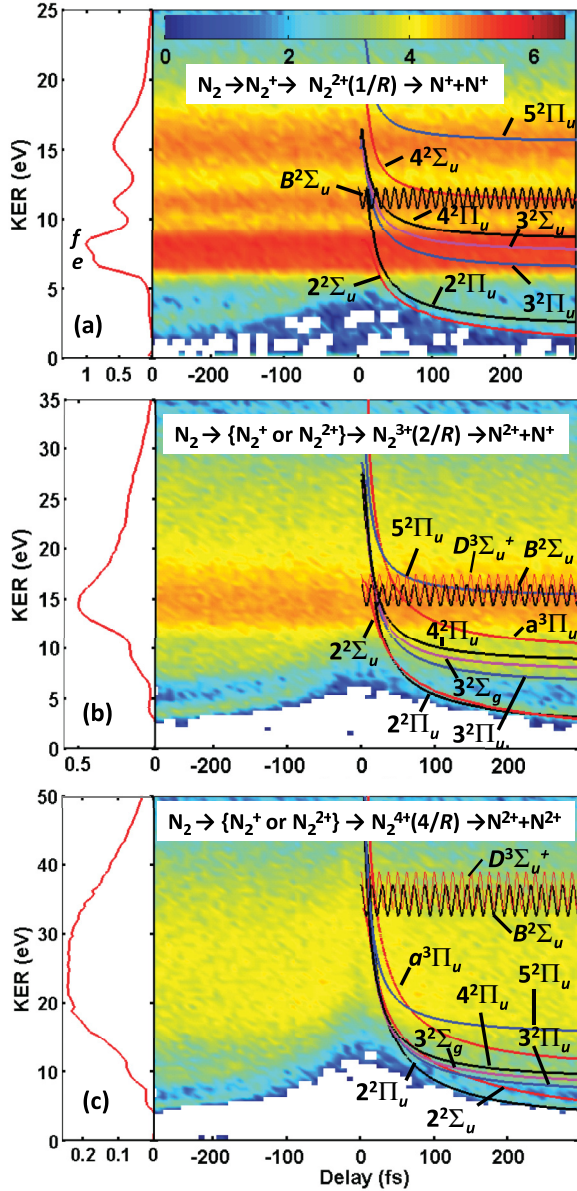 25
20
15
10
5
0
KER (eV)
0 2 4 6
N₂ → N₂⁺ → N₂²⁺(1/R) → N⁺+N⁺
5²Πu
4²Σu
B²Σu
4²Πu
3²Σu
f
e
2²Σu
2²Πu
3²Πu
(a)
1 0.5 0 -200 -100 0 100 200
35
30
25
20
15
10
5
0
KER (eV)
N₂ → {N₂⁺ or N₂²⁺} → N₂³⁺(2/R) → N²⁺+N⁺
5²Πu
D³Σu⁺
B²Σu
2²Σu
4²Πu
a³Πu
3²Σg
2²Πu
3²Πu
(b)
0.5 0 -200 -100 0 100 200
50
40
30
20
10
0
KER (eV)
N₂ → {N₂⁺ or N₂²⁺} → N₂⁴⁺(4/R) → N²⁺+N²⁺
D³Σu⁺
B²Σu
a³Πu
5²Πu
4²Πu
3²Σg
3²Πu
2²Πu
2²Σu
(c)
0.2 0.1 0 -200 -100 0 100 200
Delay (fs)